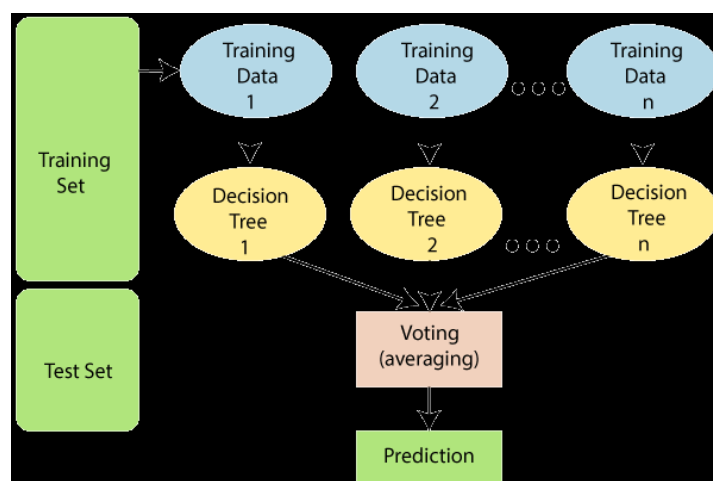 Training
Set
Test Set
Training
Data
1
Training
Data
2
Training
Data
n
Decision
Tree
1
Decision
Tree
2
Decision
Tree
n
Voting
(averaging)
Prediction